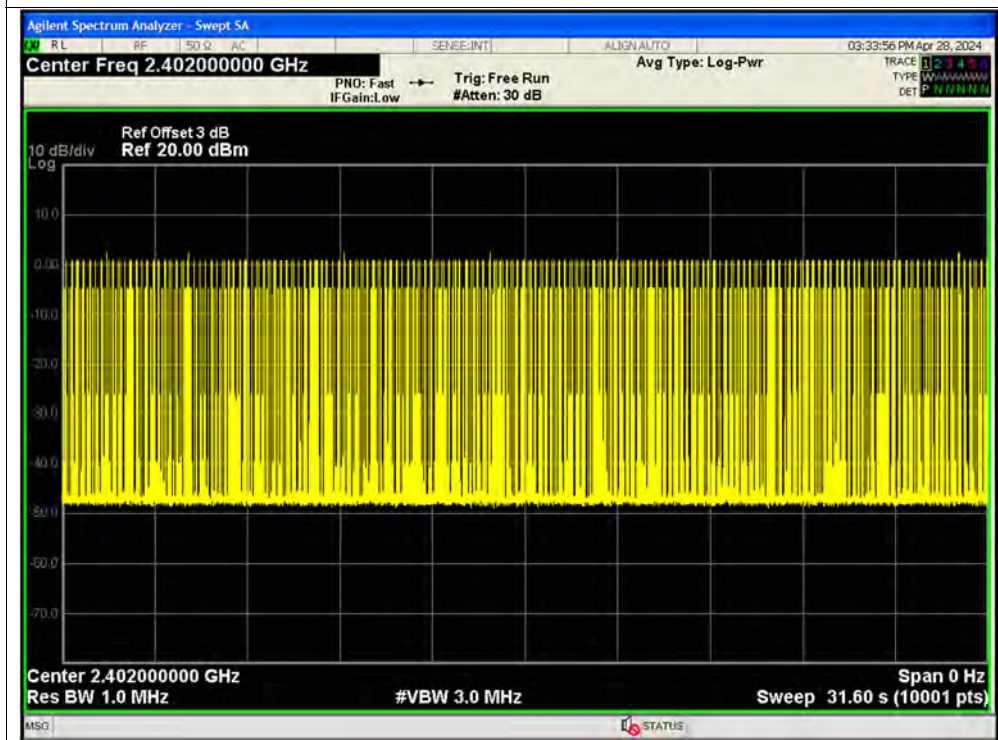 Agilent Spectrum Analyzer - Swept SA
RL RF 50 Ω AC SENSE:INT ALIGN AUTO 03:33:56 PM Apr 28, 2024
Center Freq 2.402000000 GHz Avg Type: Log-Pwr TRACE 1 2 3 4 5 6
PNO: Fast Trig: Free Run TYPE
IFGain:Low #Atten: 30 dB DET P N N N N N
Ref Offset 3 dB
10 dB/div Ref 20.00 dBm
Log
10.0
0.00
-10.0
-20.0
-30.0
-40.0
-50.0
-60.0
-70.0
Center 2.402000000 GHz Span 0 Hz
Res BW 1.0 MHz #VBW 3.0 MHz Sweep 31.60 s (10001 pts)
MSG STATUS